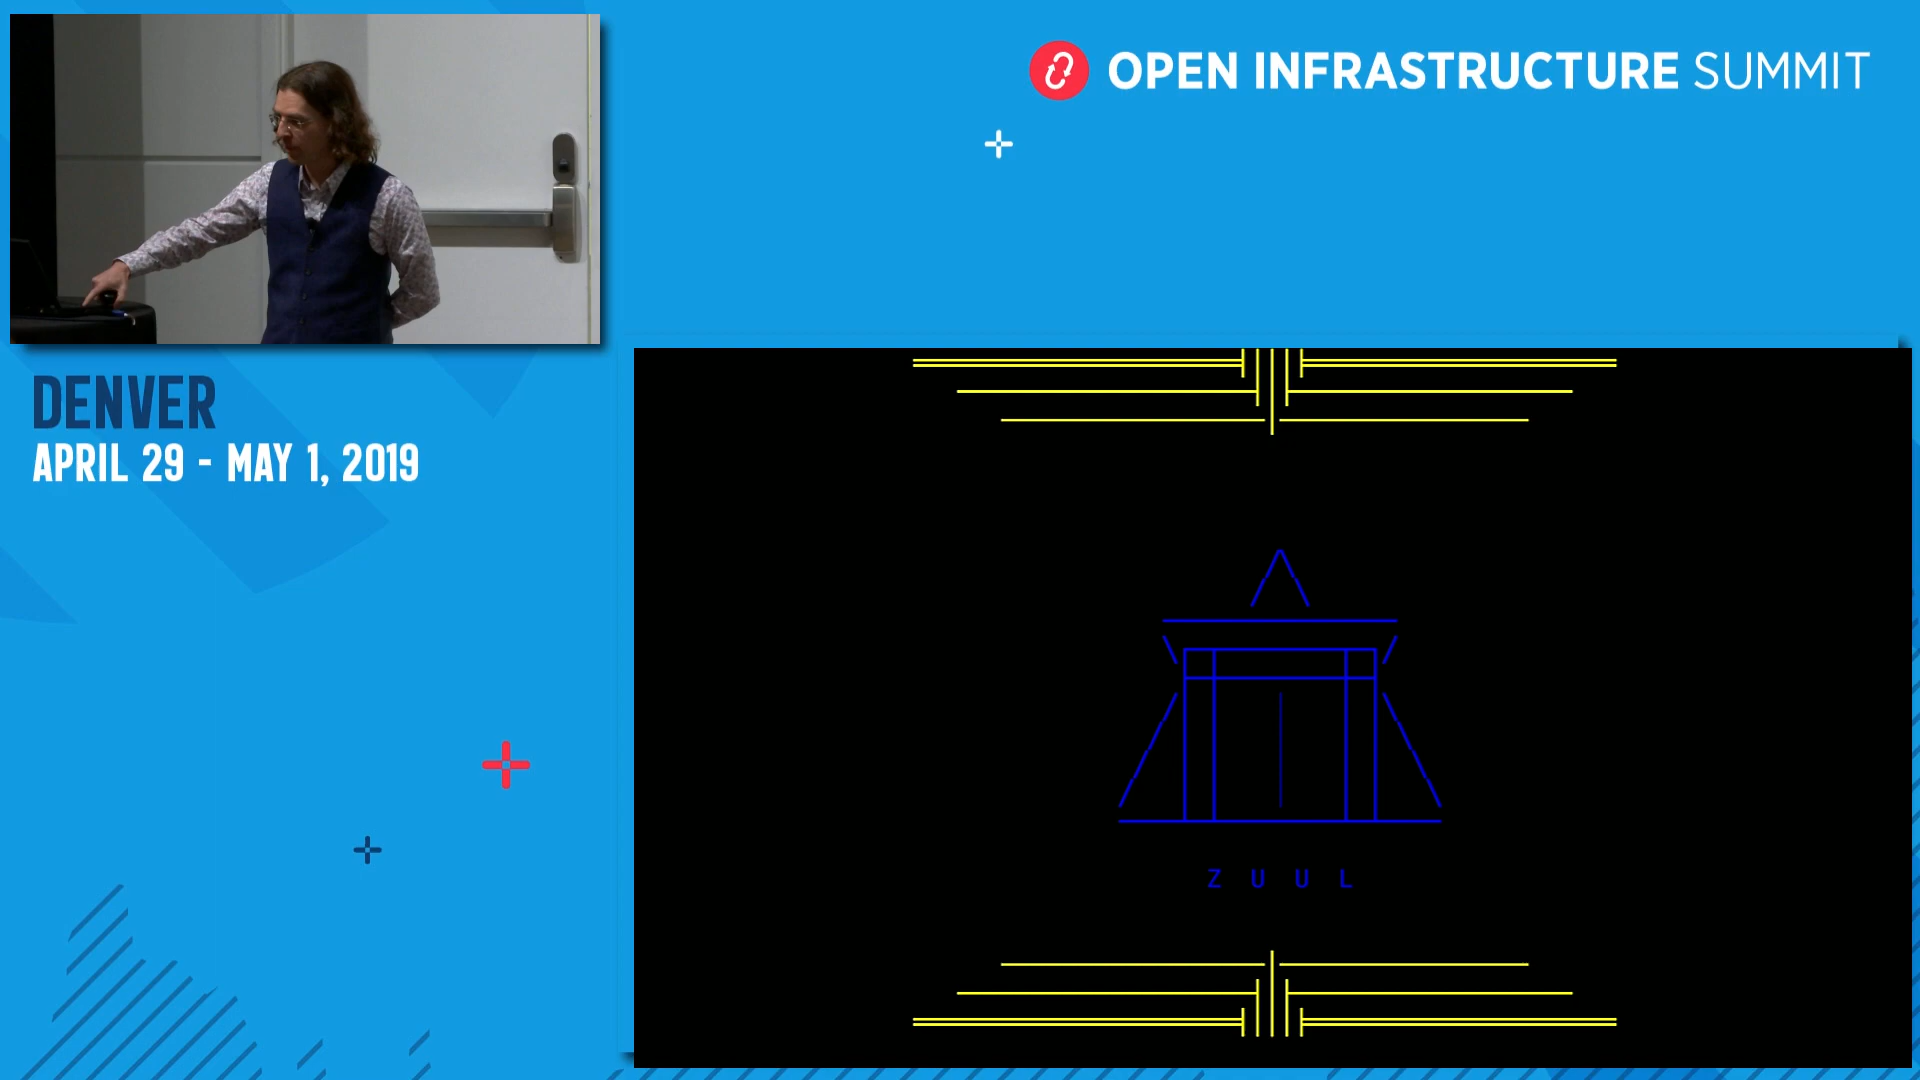 OPEN INFRASTRUCTURE SUMMIT
DENVER
APRIL 29 - MAY 1, 2019
Z U U L